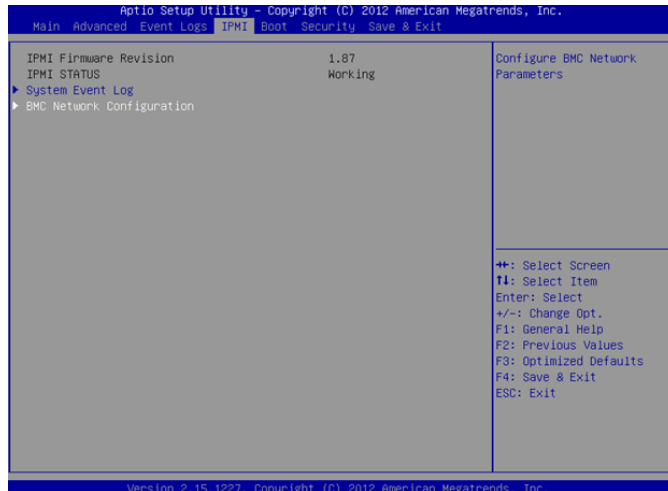 Aptio Setup Utility – Copyright (C) 2012 American Megatrends, Inc.
Main Advanced Event Logs IPMI Boot Security Save & Exit
IPMI Firmware Revision 1.87
IPMI STATUS Working
System Event Log
BMC Network Configuration
Configure BMC Network
Parameters
→←: Select Screen
↑↓: Select Item
Enter: Select
+/-: Change Opt.
F1: General Help
F2: Previous Values
F3: Optimized Defaults
F4: Save & Exit
ESC: Exit
Version 2.15.1227. Copyright (C) 2012 American Megatrends, Inc.